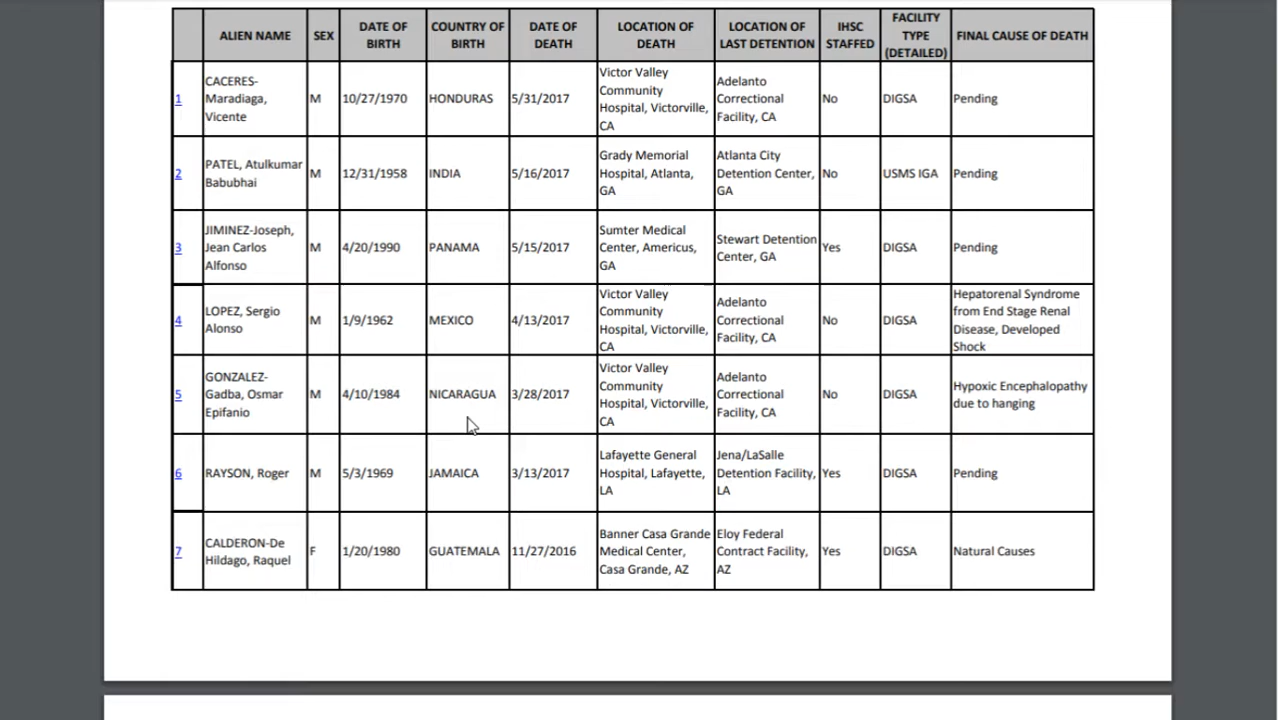 ALIEN NAME SEX DATE OF BIRTH COUNTRY OF BIRTH DATE OF DEATH LOCATION OF DEATH LOCATION OF LAST DETENTION IHSC STAFFED FACILITY TYPE (DETAILED) FINAL CAUSE OF DEATH
1 CACERES-Maradiaga, Vicente M 10/27/1970 HONDURAS 5/31/2017 Victor Valley Community Hospital, Victorville, CA Adelanto Correctional Facility, CA No DIGSA Pending
2 PATEL, Atulkumar Babubhai M 12/31/1958 INDIA 5/16/2017 Grady Memorial Hospital, Atlanta, GA Atlanta City Detention Center, GA No USMS IGA Pending
3 JIMINEZ-Joseph, Jean Carlos Alfonso M 4/20/1990 PANAMA 5/15/2017 Sumter Medical Center, Americus, GA Stewart Detention Center, GA Yes DIGSA Pending
4 LOPEZ, Sergio Alonso M 1/9/1962 MEXICO 4/13/2017 Victor Valley Community Hospital, Victorville, CA Adelanto Correctional Facility, CA No DIGSA Hepatorenal Syndrome from End Stage Renal Disease, Developed Shock
5 GONZALEZ-Gadba, Osmar Epifanio M 4/10/1984 NICARAGUA 3/28/2017 Victor Valley Community Hospital, Victorville, CA Adelanto Correctional Facility, CA No DIGSA Hypoxic Encephalopathy due to hanging
6 RAYSON, Roger M 5/3/1969 JAMAICA 3/13/2017 Lafayette General Hospital, Lafayette, LA Jena/LaSalle Detention Facility, LA Yes DIGSA Pending
7 CALDERON-De Hildago, Raquel F 1/20/1980 GUATEMALA 11/27/2016 Banner Casa Grande Medical Center, Casa Grande, AZ Eloy Federal Contract Facility, AZ Yes DIGSA Natural Causes